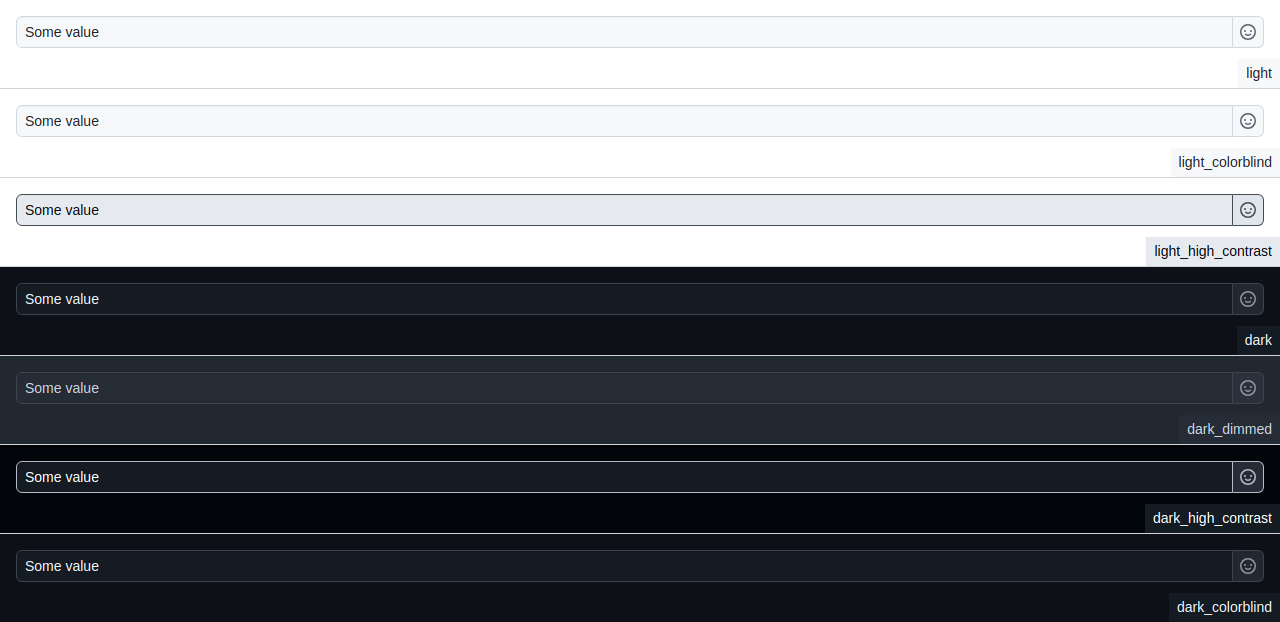 Some value
light
Some value
light_colorblind
Some value
light_high_contrast
Some value
dark
Some value
dark_dimmed
Some value
dark_high_contrast
Some value
dark_colorblind